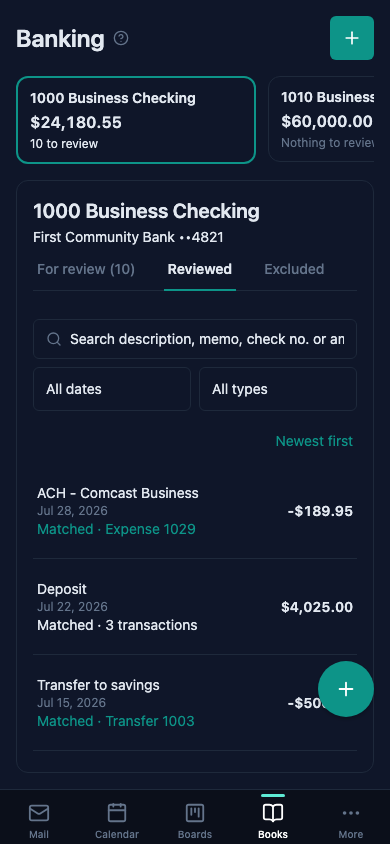 Banking
1000 Business Checking
$24,180.55
10 to review
1010 Business
$60,000.00
Nothing to review
1000 Business Checking
First Community Bank ••4821
For review (10)
Reviewed
Excluded
Search description, memo, check no. or am
All dates
All types
Newest first
ACH - Comcast Business
Jul 28, 2026
Matched · Expense 1029
-$189.95
Deposit
Jul 22, 2026
Matched · 3 transactions
$4,025.00
Transfer to savings
Jul 15, 2026
Matched · Transfer 1003
-$50
Mail
Calendar
Boards
Books
More